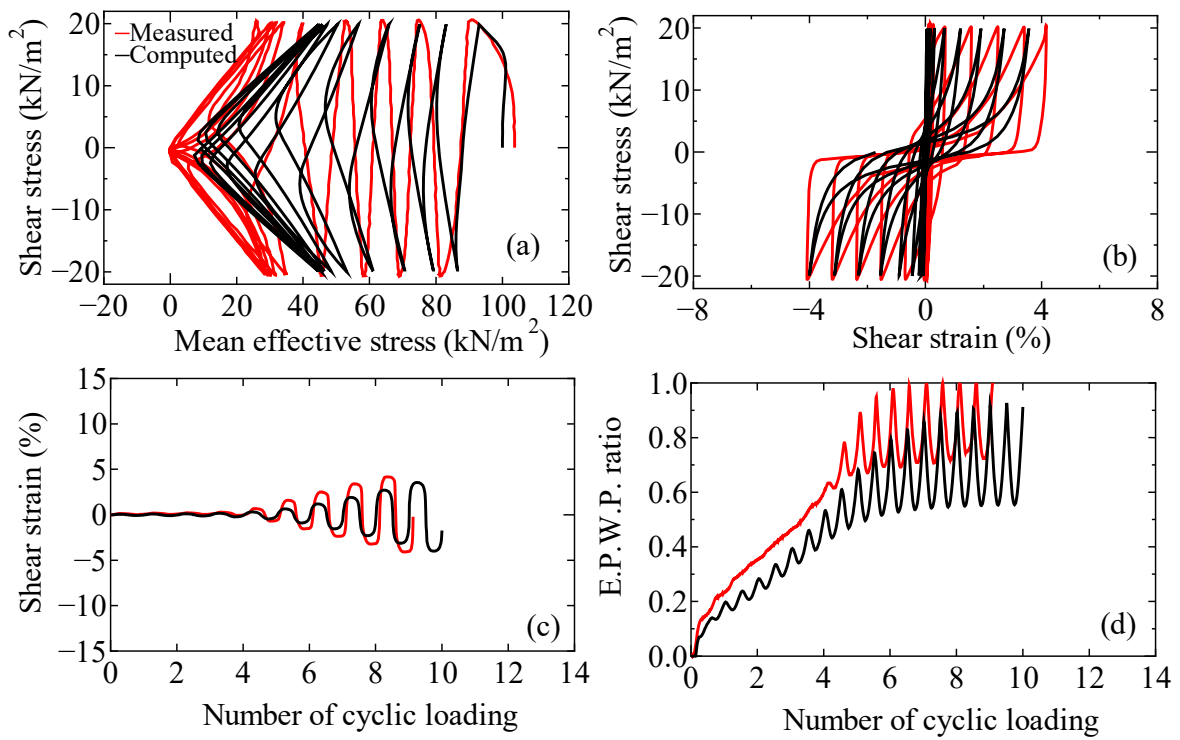 Shear stress (kN/m²)
20
10
0
−10
−20
Measured
Computed
(a)
−20 0 20 40 60 80 100 120
Mean effective stress (kN/m²)
Shear stress (kN/m²)
20
10
0
−10
−20
(b)
−8 −4 0 4 8
Shear strain (%)
Shear strain (%)
15
10
5
0
−5
−10
−15
(c)
0 2 4 6 8 10 12 14
Number of cyclic loading
E.P.W.P. ratio
1.0
0.8
0.6
0.4
0.2
0.0
(d)
0 2 4 6 8 10 12 14
Number of cyclic loading